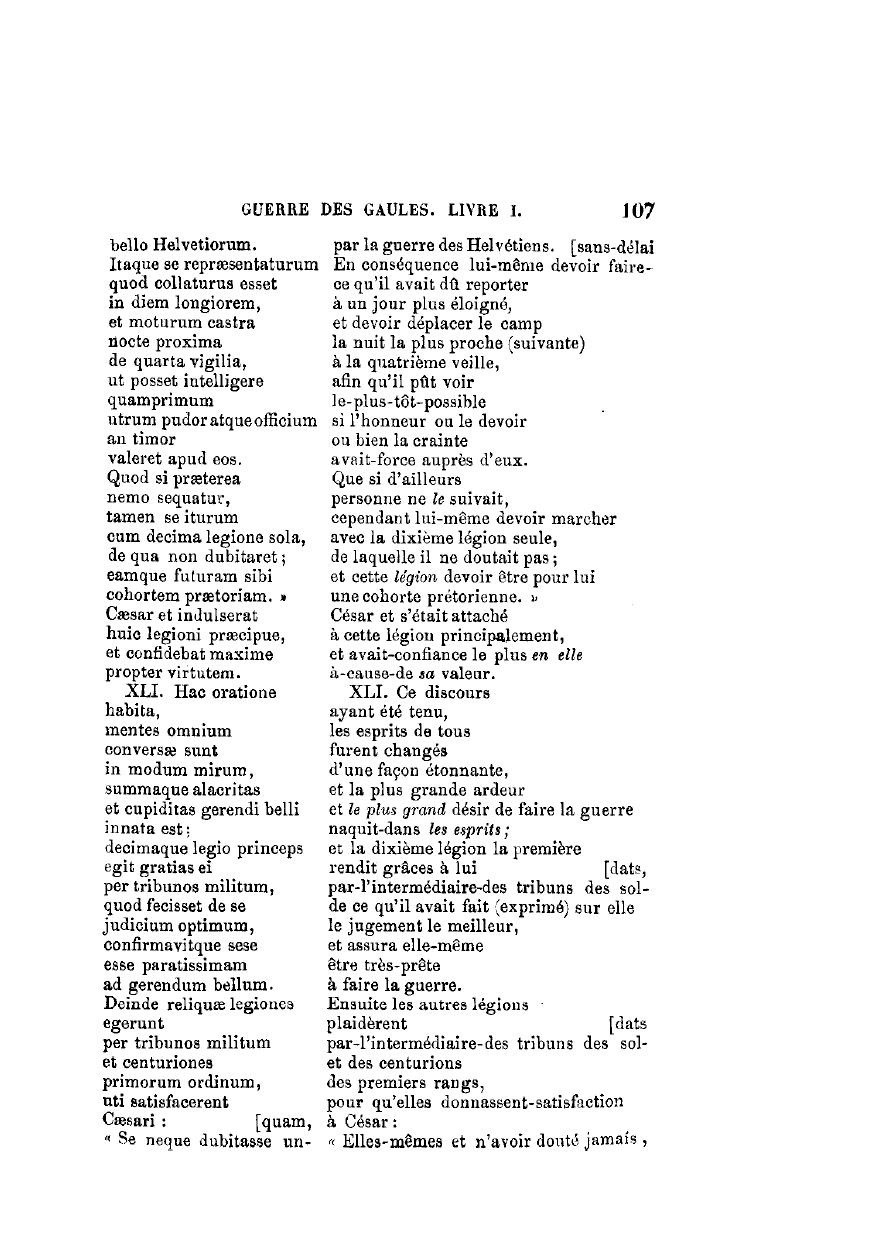 GUERRE DES GAULES. LIVRE I. 107
bello Helvetiorum. par la guerre des Helvétiens. [sans-délai
Itaque se repræsentaturum En conséquence lui-même devoir faire-
quod collaturus esset ce qu'il avait dû reporter
in diem longiorem, à un jour plus éloigné,
et moturum castra et devoir déplacer le camp
nocte proxima la nuit la plus proche (suivante)
de quarta vigilia, à la quatrième veille,
ut posset intelligere afin qu'il pût voir
quamprimum le-plus-tôt-possible
utrum pudor atque officium si l'honneur ou le devoir
an timor ou bien la crainte
valeret apud eos. avait-force auprès d'eux.
Quod si præterea Que si d'ailleurs
nemo sequatur, personne ne le suivait,
tamen se iturum cependant lui-même devoir marcher
cum decima legione sola, avec la dixième légion seule,
de qua non dubitaret ; de laquelle il ne doutait pas ;
eamque futuram sibi et cette légion devoir être pour lui
cohortem prætoriam. » une cohorte prétorienne. »
Cæsar et indulserat César et s'était attaché
huic legioni præcipue, à cette légion principalement,
et confidebat maxime et avait-confiance le plus en elle
propter virtutem. à-cause-de sa valeur.
XLI. Hac oratione XLI. Ce discours
habita, ayant été tenu,
mentes omnium les esprits de tous
conversæ sunt furent changés
in modum mirum, d'une façon étonnante,
summaque alacritas et la plus grande ardeur
et cupiditas gerendi belli et le plus grand désir de faire la guerre
innata est ; naquit-dans les esprits ;
decimaque legio princeps et la dixième légion la première
egit gratias ei rendit grâces à lui [dats,
per tribunos militum, par-l'intermédiaire-des tribuns des sol-
quod fecisset de se de ce qu'il avait fait (exprimé) sur elle
judicium optimum, le jugement le meilleur,
confirmavitque sese et assura elle-même
esse paratissimam être très-prête
ad gerendum bellum. à faire la guerre.
Deinde reliquæ legiones Ensuite les autres légions
egerunt plaidèrent [dats
per tribunos militum par-l'intermédiaire-des tribuns des sol-
et centuriones et des centurions
primorum ordinum, des premiers rangs,
uti satisfacerent pour qu'elles donnassent-satisfaction
Cæsari : [quam, à César :
« Se neque dubitasse un- « Elles-mêmes et n'avoir douté jamais,